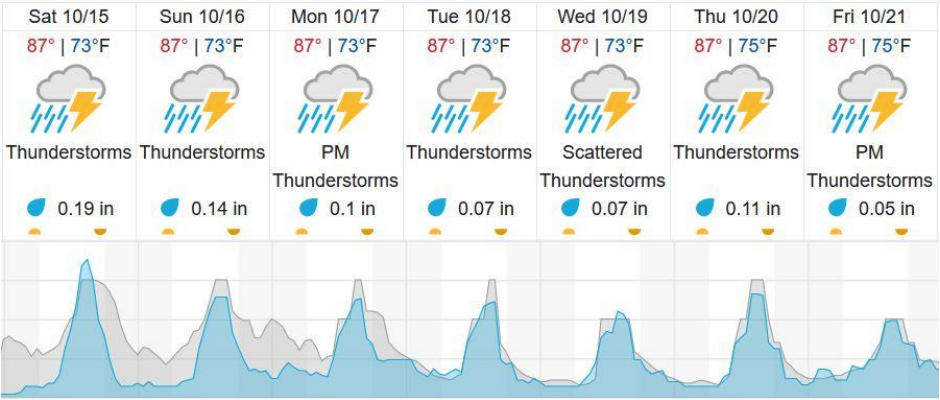 Sat 10/15 Sun 10/16 Mon 10/17 Tue 10/18 Wed 10/19 Thu 10/20 Fri 10/21
87° | 73°F 87° | 73°F 87° | 73°F 87° | 73°F 87° | 73°F 87° | 75°F 87° | 75°F
Thunderstorms Thunderstorms PM Thunderstorms Scattered Thunderstorms PM
Thunderstorms Thunderstorms Thunderstorms
0.19 in 0.14 in 0.1 in 0.07 in 0.07 in 0.11 in 0.05 in